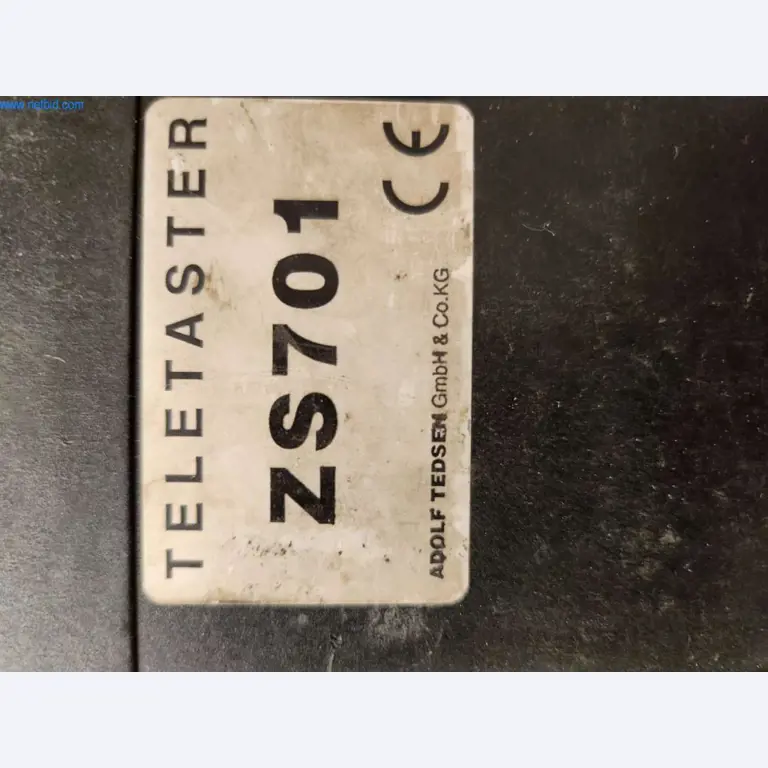 www.netbid.com
TELETASTER
ZS701
ADOLF TEDSEN GmbH & Co.KG
CE